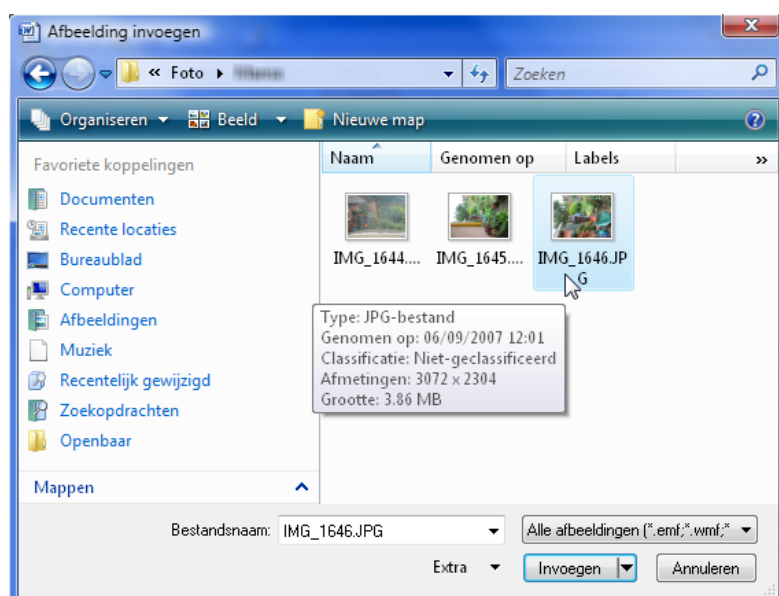 Afbeelding invoegen
« Foto
Zoeken
Organiseren Beeld Nieuwe map
Favoriete koppelingen
Documenten
Recente locaties
Bureaublad
Computer
Afbeeldingen
Muziek
Recentelijk gewijzigd
Zoekopdrachten
Openbaar
Mappen
Naam Genomen op Labels »
IMG_1644.... IMG_1645.... IMG_1646.JP
G
Type: JPG-bestand
Genomen op: 06/09/2007 12:01
Classificatie: Niet-geclassificeerd
Afmetingen: 3072 x 2304
Grootte: 3.86 MB
Bestandsnaam: IMG_1646.JPG Alle afbeeldingen (*.emf;*.wmf;*
Extra Invoegen Annuleren